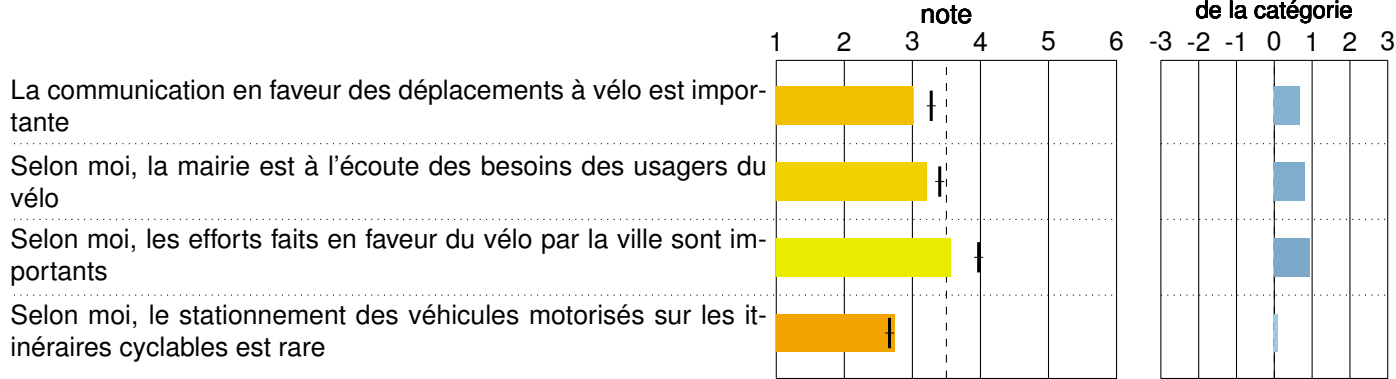 note
de la catégorie
1 2 3 4 5 6
-3 -2 -1 0 1 2 3
La communication en faveur des déplacements à vélo est impor-
tante
Selon moi, la mairie est à l'écoute des besoins des usagers du
vélo
Selon moi, les efforts faits en faveur du vélo par la ville sont im-
portants
Selon moi, le stationnement des véhicules motorisés sur les it-
inéraires cyclables est rare